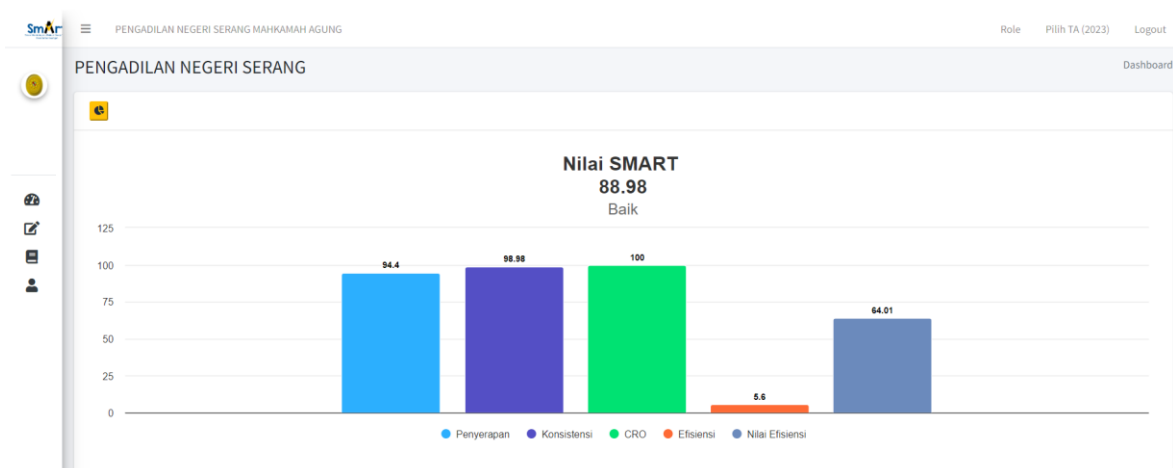 SmArt
PENGADILAN NEGERI SERANG MAHKAMAH AGUNG
Role Pilih TA (2023) Logout
PENGADILAN NEGERI SERANG
Dashboard
Nilai SMART
88.98
Baik
125
100
75
50
25
0
94.4
98.98
100
5.6
64.01
Penyerapan Konsistensi CRO Efisiensi Nilai Efisiensi